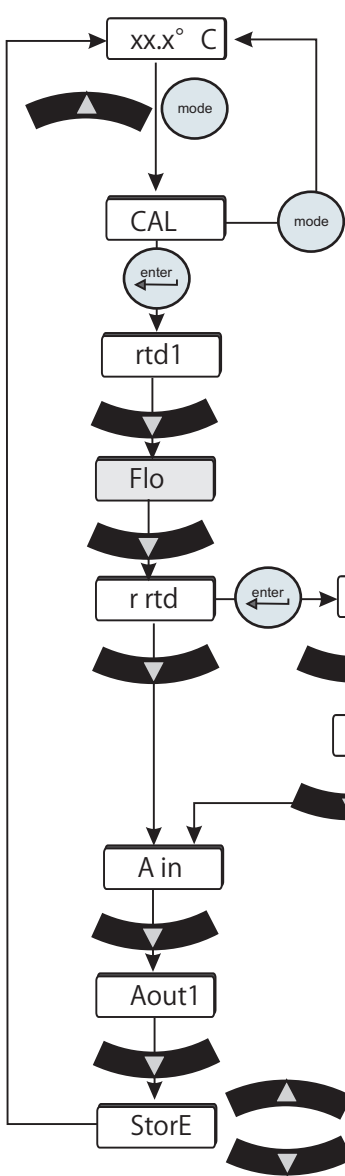 xx.x° C
mode
CAL
mode
enter
rtd1
Flo
r rtd
enter
A in
Aout1
StorE